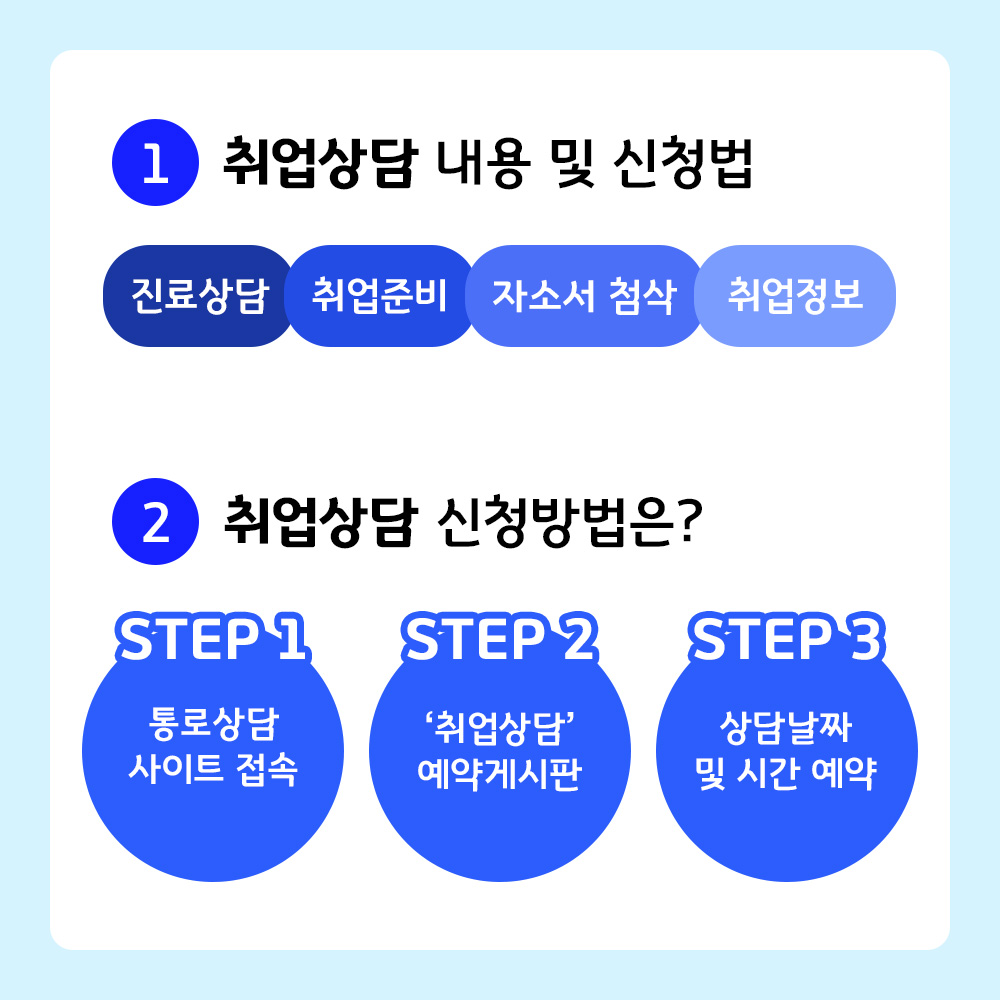 1 취업상담 내용 및 신청법
진료상담 취업준비 자소서 첨삭 취업정보
2 취업상담 신청방법은?
STEP 1
통로상담
사이트 접속
STEP 2
‘취업상담’
예약게시판
STEP 3
상담날짜
및 시간 예약